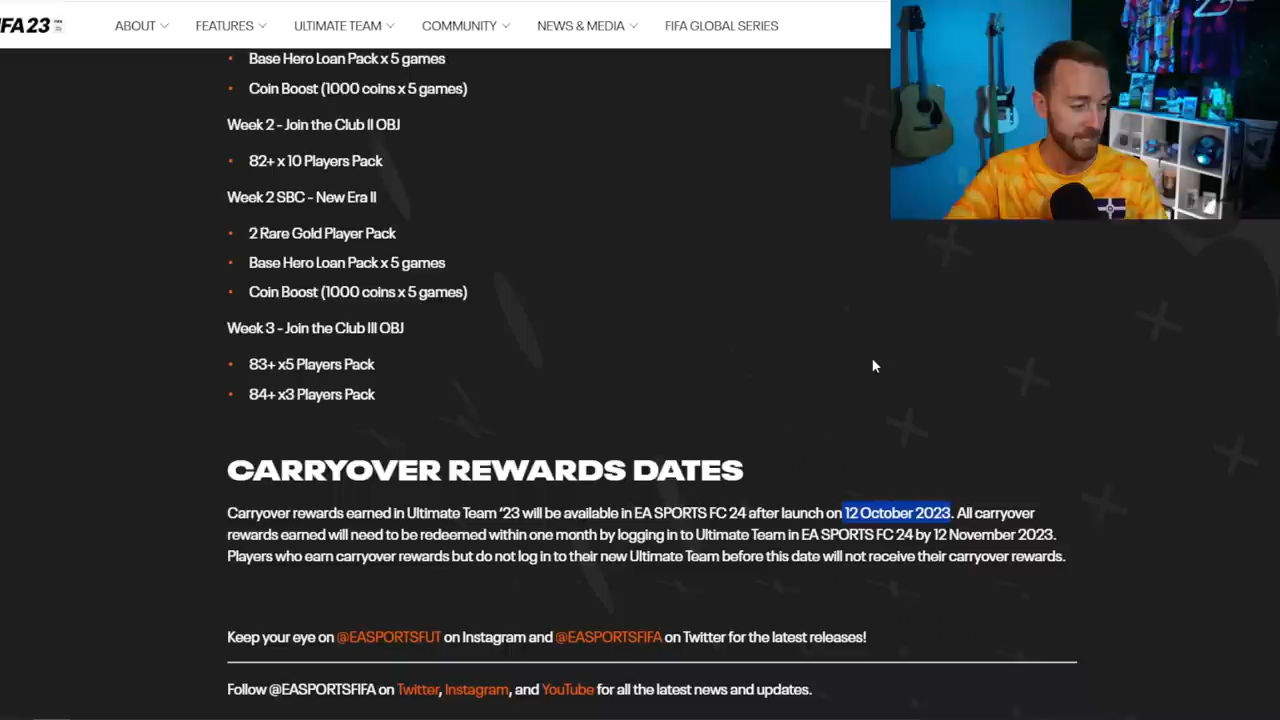 IFA 23
ABOUT FEATURES ULTIMATE TEAM COMMUNITY NEWS & MEDIA FIFA GLOBAL SERIES
• Base Hero Loan Pack x 5 games
• Coin Boost (1000 coins x 5 games)
Week 2 - Join the Club II OBJ
• 82+ x 10 Players Pack
Week 2 SBC - New Era II
• 2 Rare Gold Player Pack
• Base Hero Loan Pack x 5 games
• Coin Boost (1000 coins x 5 games)
Week 3 - Join the Club III OBJ
• 83+ x5 Players Pack
• 84+ x3 Players Pack
CARRYOVER REWARDS DATES
Carryover rewards earned in Ultimate Team '23 will be available in EA SPORTS FC 24 after launch on 12 October 2023. All carryover
rewards earned will need to be redeemed within one month by logging in to Ultimate Team in EA SPORTS FC 24 by 12 November 2023.
Players who earn carryover rewards but do not log in to their new Ultimate Team before this date will not receive their carryover rewards.
Keep your eye on @EASPORTSFUT on Instagram and @EASPORTSFIFA on Twitter for the latest releases!
Follow @EASPORTSFIFA on Twitter, Instagram, and YouTube for all the latest news and updates.